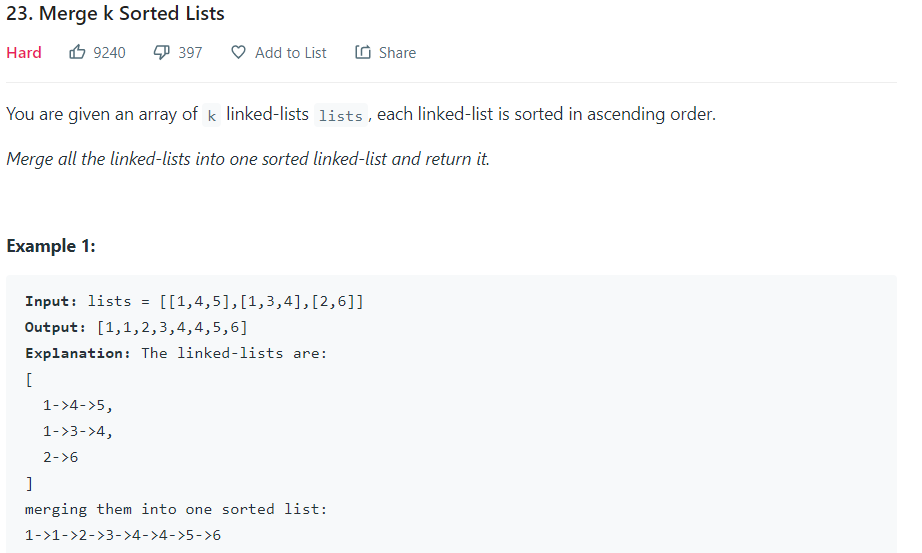 23. Merge k Sorted Lists
Hard 9240 397 Add to List Share
You are given an array of k linked-lists lists , each linked-list is sorted in ascending order.
Merge all the linked-lists into one sorted linked-list and return it.
Example 1:
Input: lists = [[1,4,5],[1,3,4],[2,6]]
Output: [1,1,2,3,4,4,5,6]
Explanation: The linked-lists are:
[
  1->4->5,
  1->3->4,
  2->6
]
merging them into one sorted list:
1->1->2->3->4->4->5->6